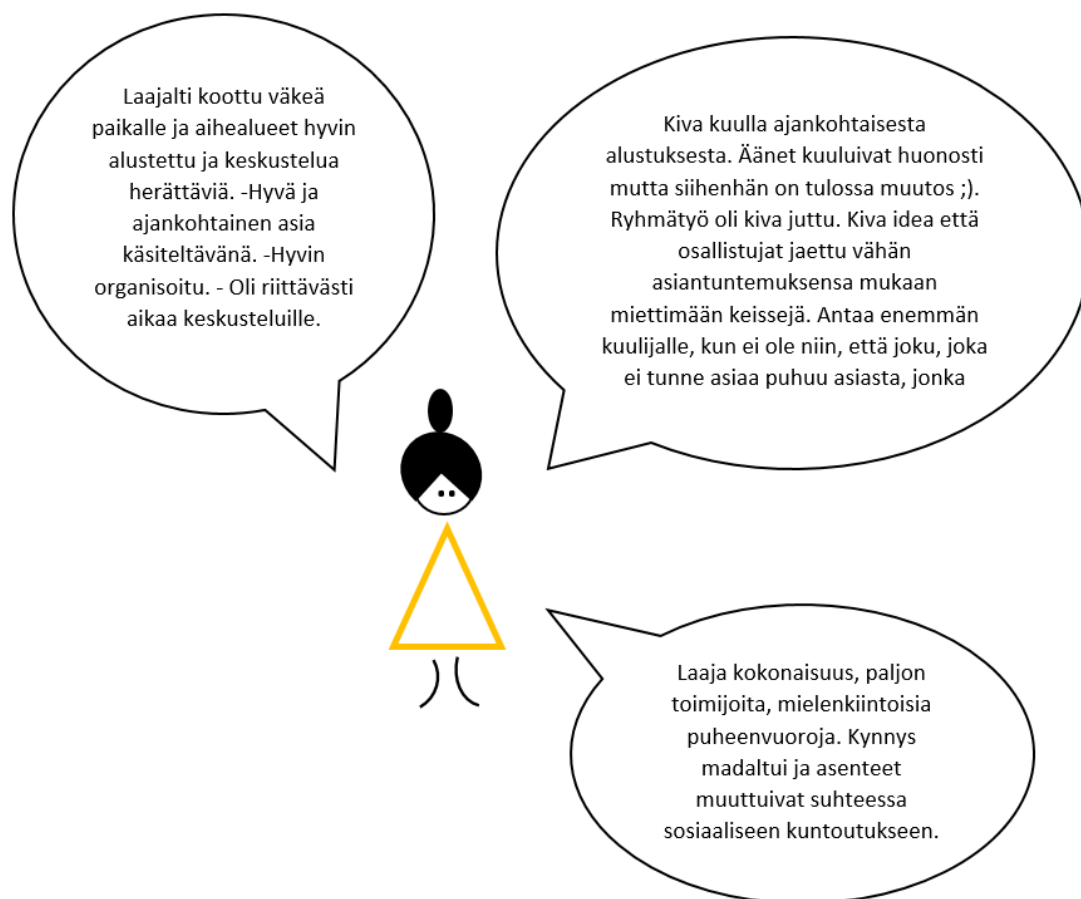 Laajalti koottu väkeä
paikalle ja aihealueet hyvin
alustettu ja keskustelua
herättäviä. -Hyvä ja
ajankohtainen asia
käsiteltävänä. -Hyvin
organisoitu. - Oli riittävästi
aikaa keskusteluille.
Kiva kuulla ajankohtaisesta
alustuksesta. Äänet kuuluivat huonosti
mutta siihenhän on tulossa muutos ;).
Ryhmätyö oli kiva juttu. Kiva idea että
osallistujat jaettu vähän
asiantuntemuksensa mukaan
miettimään keissejä. Antaa enemmän
kuulijalle, kun ei ole niin, että joku, joka
ei tunne asiaa puhuu asiasta, jonka
Laaja kokonaisuus, paljon
toimijoita, mielenkiintoisia
puheenvuoroja. Kynnys
madaltui ja asenteet
muuttuivat suhteessa
sosiaaliseen kuntoutukseen.